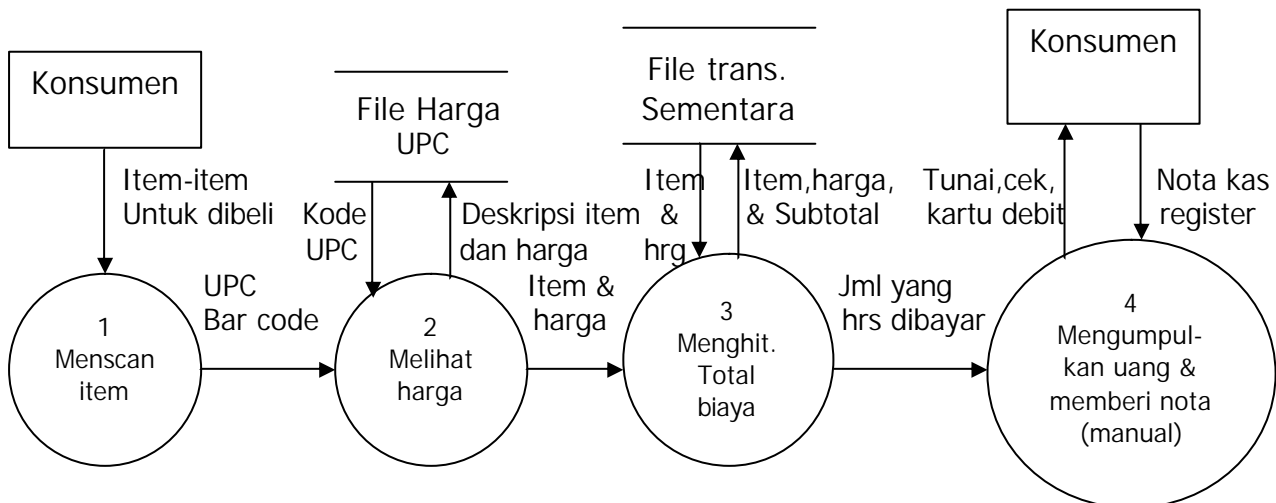 Konsumen
File Harga
UPC
File trans.
Sementara
Konsumen
Item-item
Untuk dibeli
Kode
UPC
Deskripsi item
dan harga
Item
&
hrg
Item,harga,
& Subtotal
Tunai,cek,
kartu debit
Nota kas
register
UPC
Bar code
Item &
harga
Jml yang
hrs dibayar
1
Menscan
item
2
Melihat
harga
3
Menghit.
Total
biaya
4
Mengumpul-
kan uang &
memberi nota
(manual)